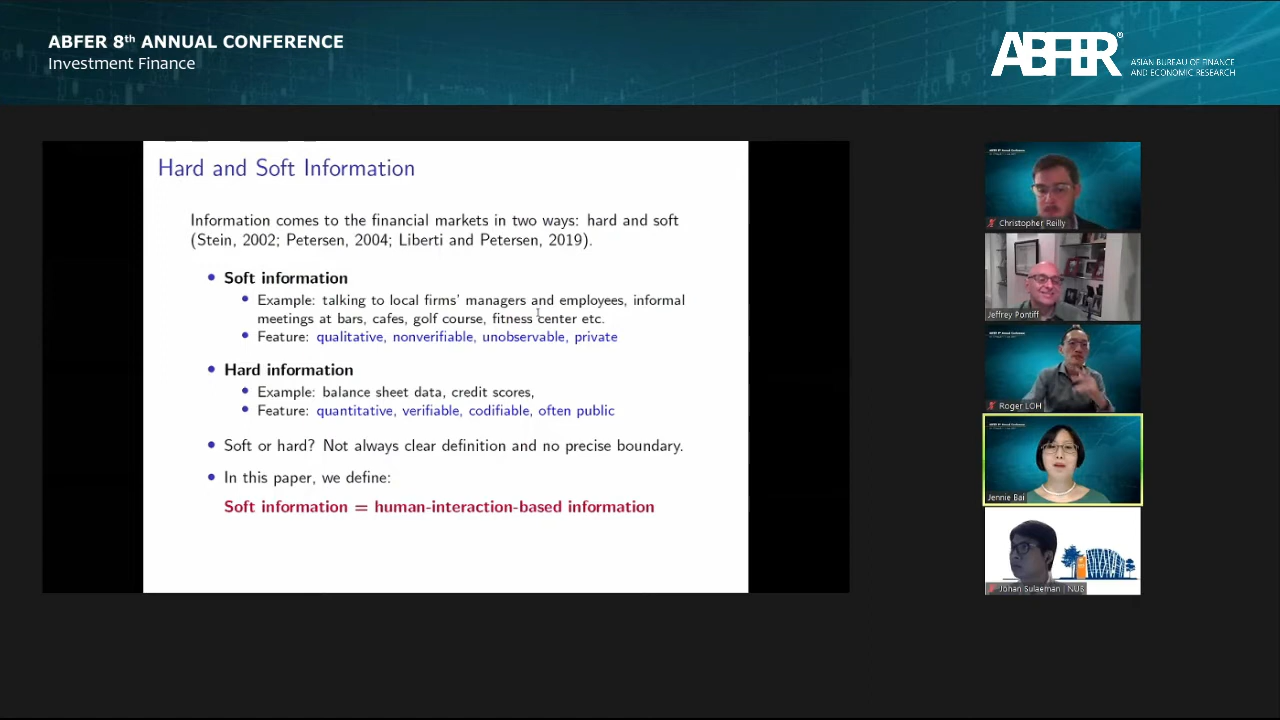 ABFER 8th ANNUAL CONFERENCE
Investment Finance
ABFER®
ASIAN BUREAU OF FINANCE
AND ECONOMIC RESEARCH
Hard and Soft Information
Information comes to the financial markets in two ways: hard and soft
(Stein, 2002; Petersen, 2004; Liberti and Petersen, 2019).
• Soft information
• Example: talking to local firms' managers and employees, informal
meetings at bars, cafes, golf course, fitness center etc.
• Feature: qualitative, nonverifiable, unobservable, private
• Hard information
• Example: balance sheet data, credit scores,
• Feature: quantitative, verifiable, codifiable, often public
• Soft or hard? Not always clear definition and no precise boundary.
• In this paper, we define:
Soft information = human-interaction-based information
Christopher Reilly
Jeffrey Pontiff
Roger LOH
Jennie Bai
Johan Sulaeman | NUS